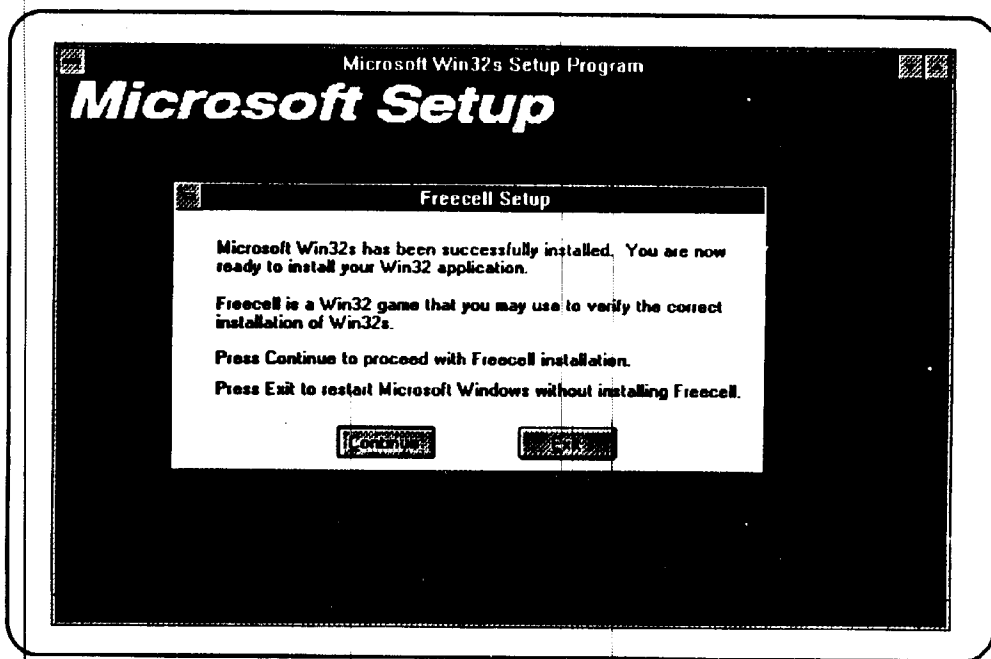 Microsoft Win32s Setup Program
Microsoft Setup
Freecell Setup
Microsoft Win32s has been successfully installed. You are now
ready to install your Win32 application.
Freecell is a Win32 game that you may use to verify the correct
installation of Win32s.
Press Continue to proceed with Freecell installation.
Press Exit to restart Microsoft Windows without installing Freecell.
Continue
Exit